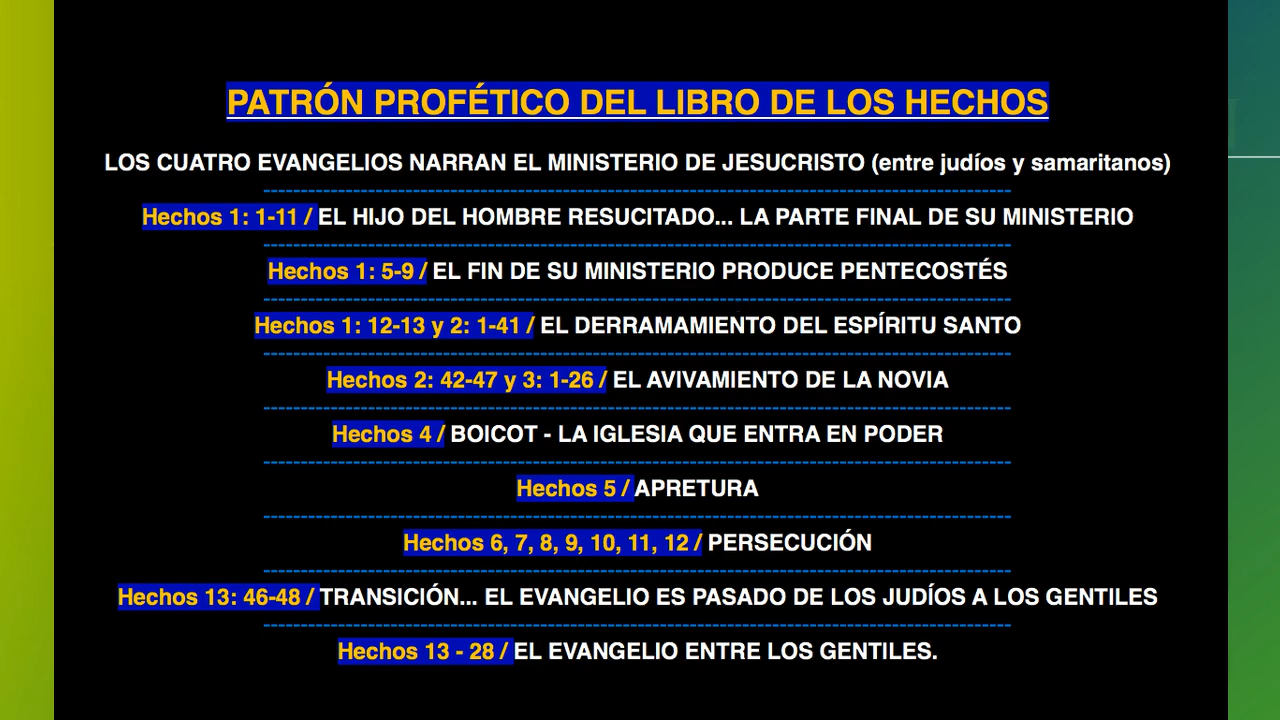 PATRÓN PROFÉTICO DEL LIBRO DE LOS HECHOS
LOS CUATRO EVANGELIOS NARRAN EL MINISTERIO DE JESUCRISTO (entre judíos y samaritanos)
Hechos 1: 1-11 / EL HIJO DEL HOMBRE RESUCITADO... LA PARTE FINAL DE SU MINISTERIO
Hechos 1: 5-9 / EL FIN DE SU MINISTERIO PRODUCE PENTECOSTÉS
Hechos 1: 12-13 y 2: 1-41 / EL DERRAMAMIENTO DEL ESPÍRITU SANTO
Hechos 2: 42-47 y 3: 1-26 / EL AVIVAMIENTO DE LA NOVIA
Hechos 4 / BOICOT - LA IGLESIA QUE ENTRA EN PODER
Hechos 5 / APRETURA
Hechos 6, 7, 8, 9, 10, 11, 12 / PERSECUCIÓN
Hechos 13: 46-48 / TRANSICIÓN... EL EVANGELIO ES PASADO DE LOS JUDÍOS A LOS GENTILES
Hechos 13 - 28 / EL EVANGELIO ENTRE LOS GENTILES.